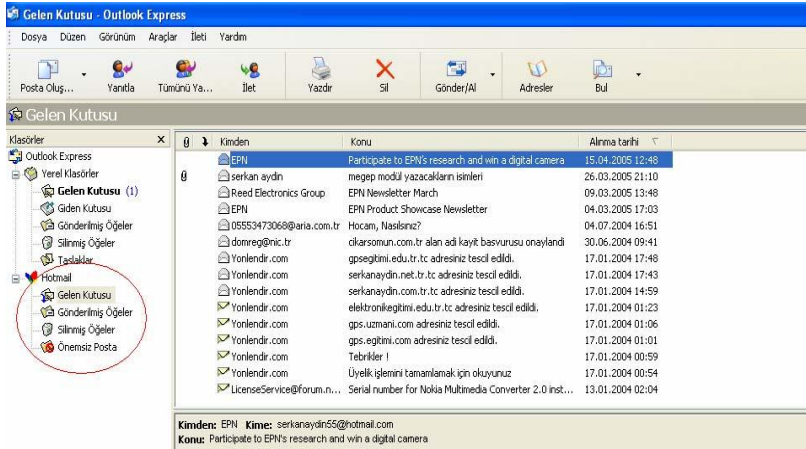 Gelen Kutusu - Outlook Express
Dosya Düzen Görünüm Araçlar İleti Yardım
Posta Oluş... Yanıtla Tümünü Ya... İlet Yazdır Sil Gönder/Al Adresler Bul
Gelen Kutusu
Klasörler X
Outlook Express
Yerel Klasörler
Gelen Kutusu (1)
Giden Kutusu
Gönderilmiş Öğeler
Silinmiş Öğeler
Taslaklar
Hotmail
Gelen Kutusu
Gönderilmiş Öğeler
Silinmiş Öğeler
Önemsiz Posta
Kimden Konu Alınma tarihi
EPN Participate to EPN's research and win a digital camera 15.04.2005 12:48
serkan aydin megep modül yazacakların isimleri 26.03.2005 21:10
Reed Electronics Group EPN Newsletter March 09.03.2005 13:48
EPN EPN Product Showcase Newsletter 04.03.2005 17:03
05553473068@aria.com.tr Hocam, Nasılsınız? 04.07.2004 16:51
domreg@nic.tr cikarsomun.com.tr alan adi kayit basvurusu onaylandi 30.06.2004 09:41
Yonlendir.com gpsegitimi.edu.tr.tc adresiniz tescil edildi. 17.01.2004 17:48
Yonlendir.com serkanaydin.net.tr.tc adresiniz tescil edildi. 17.01.2004 17:43
Yonlendir.com serkanaydin.com.tr.tc adresiniz tescil edildi. 17.01.2004 14:59
Yonlendir.com elektronikegitimi.edu.tr.tc adresiniz tescil edildi. 17.01.2004 01:23
Yonlendir.com gps.uzmani.com adresiniz tescil edildi. 17.01.2004 01:06
Yonlendir.com gps.egitimi.com adresiniz tescil edildi. 17.01.2004 01:01
Yonlendir.com Tebrikler ! 17.01.2004 00:59
Yonlendir.com Üyelik işlemini tamamlamak için okuyunuz 17.01.2004 00:54
LicenseService@forum.n... Serial number for Nokia Multimedia Converter 2.0 inst... 13.01.2004 02:04
Kimden: EPN Kime: serkanaydin55@hotmail.com
Konu: Participate to EPN's research and win a digital camera